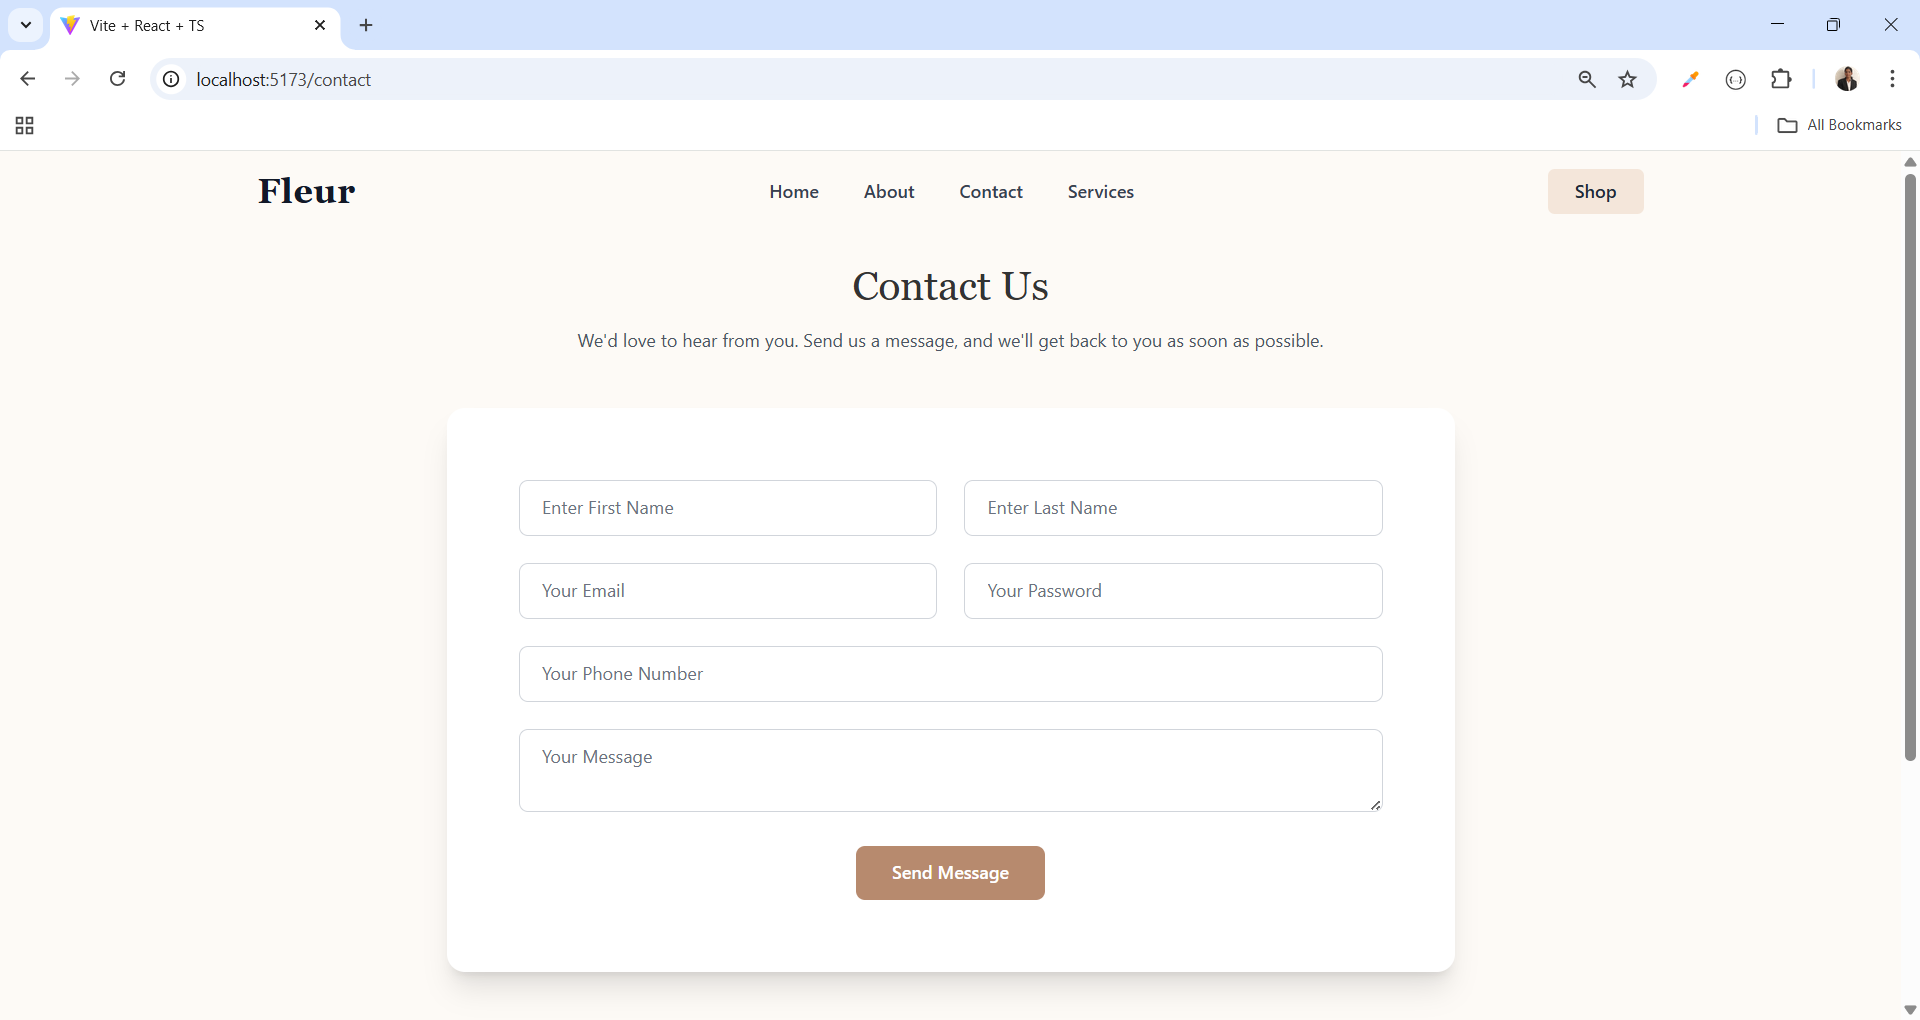 Vite + React + TS
localhost:5173/contact
All Bookmarks
Fleur
Home About Contact Services
Shop
Contact Us
We'd love to hear from you. Send us a message, and we'll get back to you as soon as possible.
Enter First Name
Enter Last Name
Your Email
Your Password
Your Phone Number
Your Message
Send Message